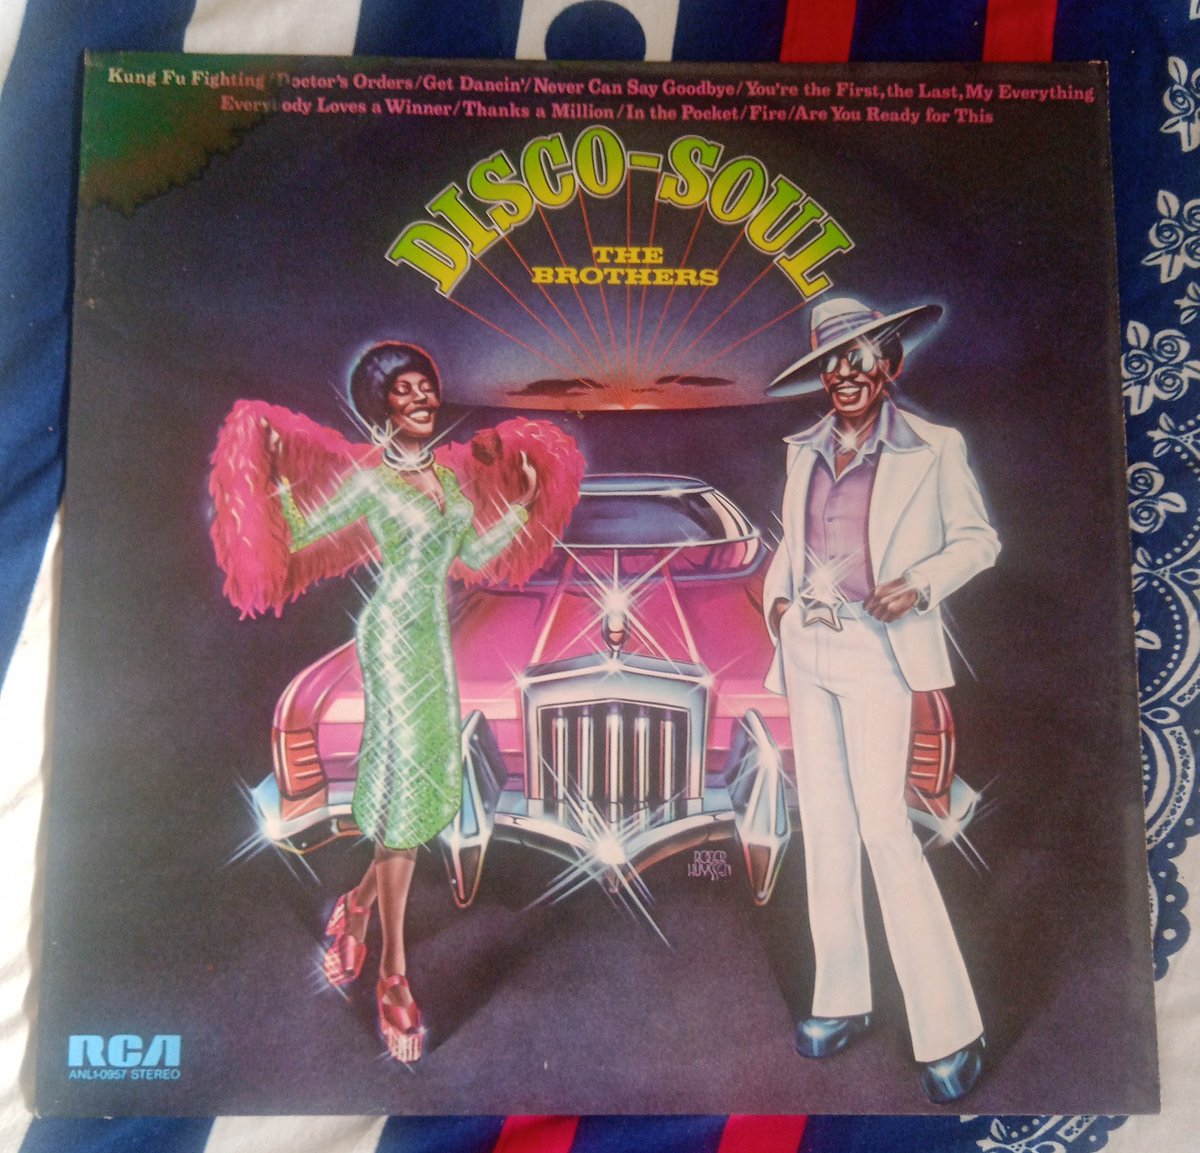 Kung Fu Fighting/Doctor's Orders/Get Dancin'/Never Can Say Goodbye/You're the First, the Last, My Everything
Everybody Loves a Winner/Thanks a Million/In the Pocket/Fire/Are You Ready for This
DISCO-SOUL
THE
BROTHERS
ROGER
HUYSSEN
RCA
ANL1-0957 STEREO